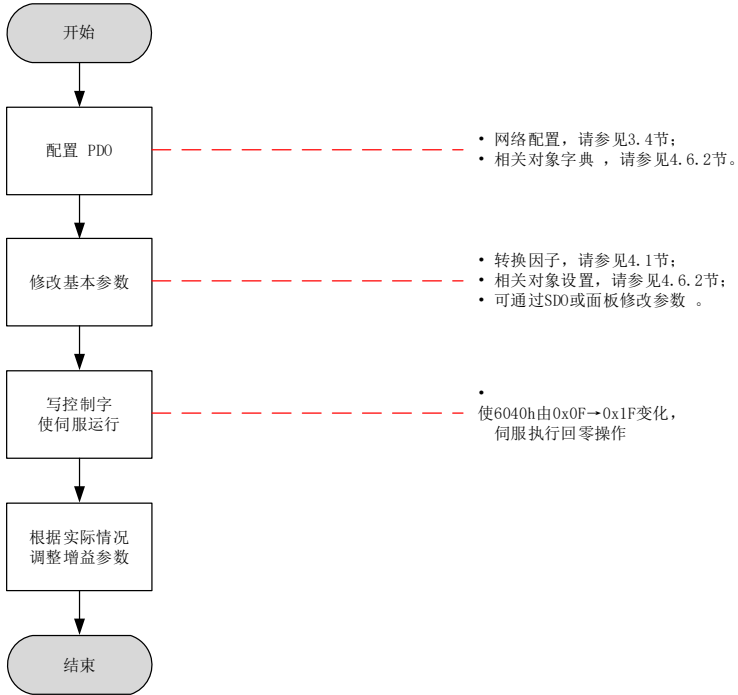 开始
配置 PDO
• 网络配置，请参见3.4节；
• 相关对象字典 ，请参见4.6.2节。
修改基本参数
• 转换因子，请参见4.1节；
• 相关对象设置，请参见4.6.2节；
• 可通过SDO或面板修改参数 。
写控制字
使伺服运行
•
使6040h由0x0F→0x1F变化，
伺服执行回零操作
根据实际情况
调整增益参数
结束